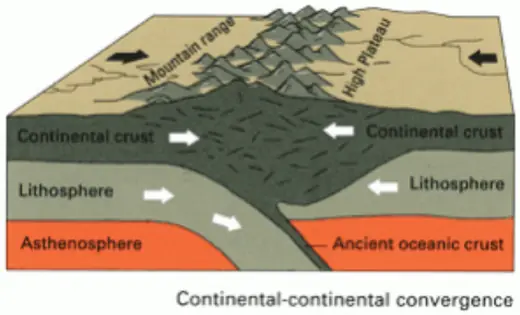 Mountain range
High Plateau
Continental crust
Continental crust
Lithosphere
Lithosphere
Asthenosphere
Ancient oceanic crust
Continental-continental convergence